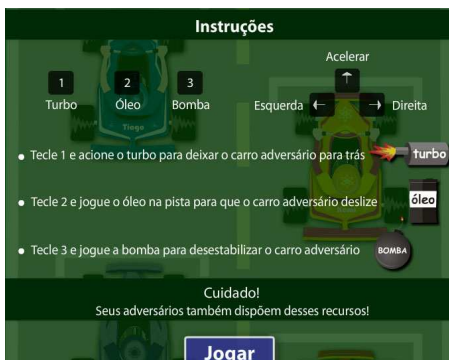 Instruções
Acelerar
1 2 3
↑
Turbo Óleo Bomba
Esquerda ← → Direita
Tiago
• Tecle 1 e acione o turbo para deixar o carro adversário para trás
turbo
• Tecle 2 e jogue o óleo na pista para que o carro adversário deslize
óleo
• Tecle 3 e jogue a bomba para desestabilizar o carro adversário
BOMBA
Cuidado!
Seus adversários também dispõem desses recursos!
Jogar